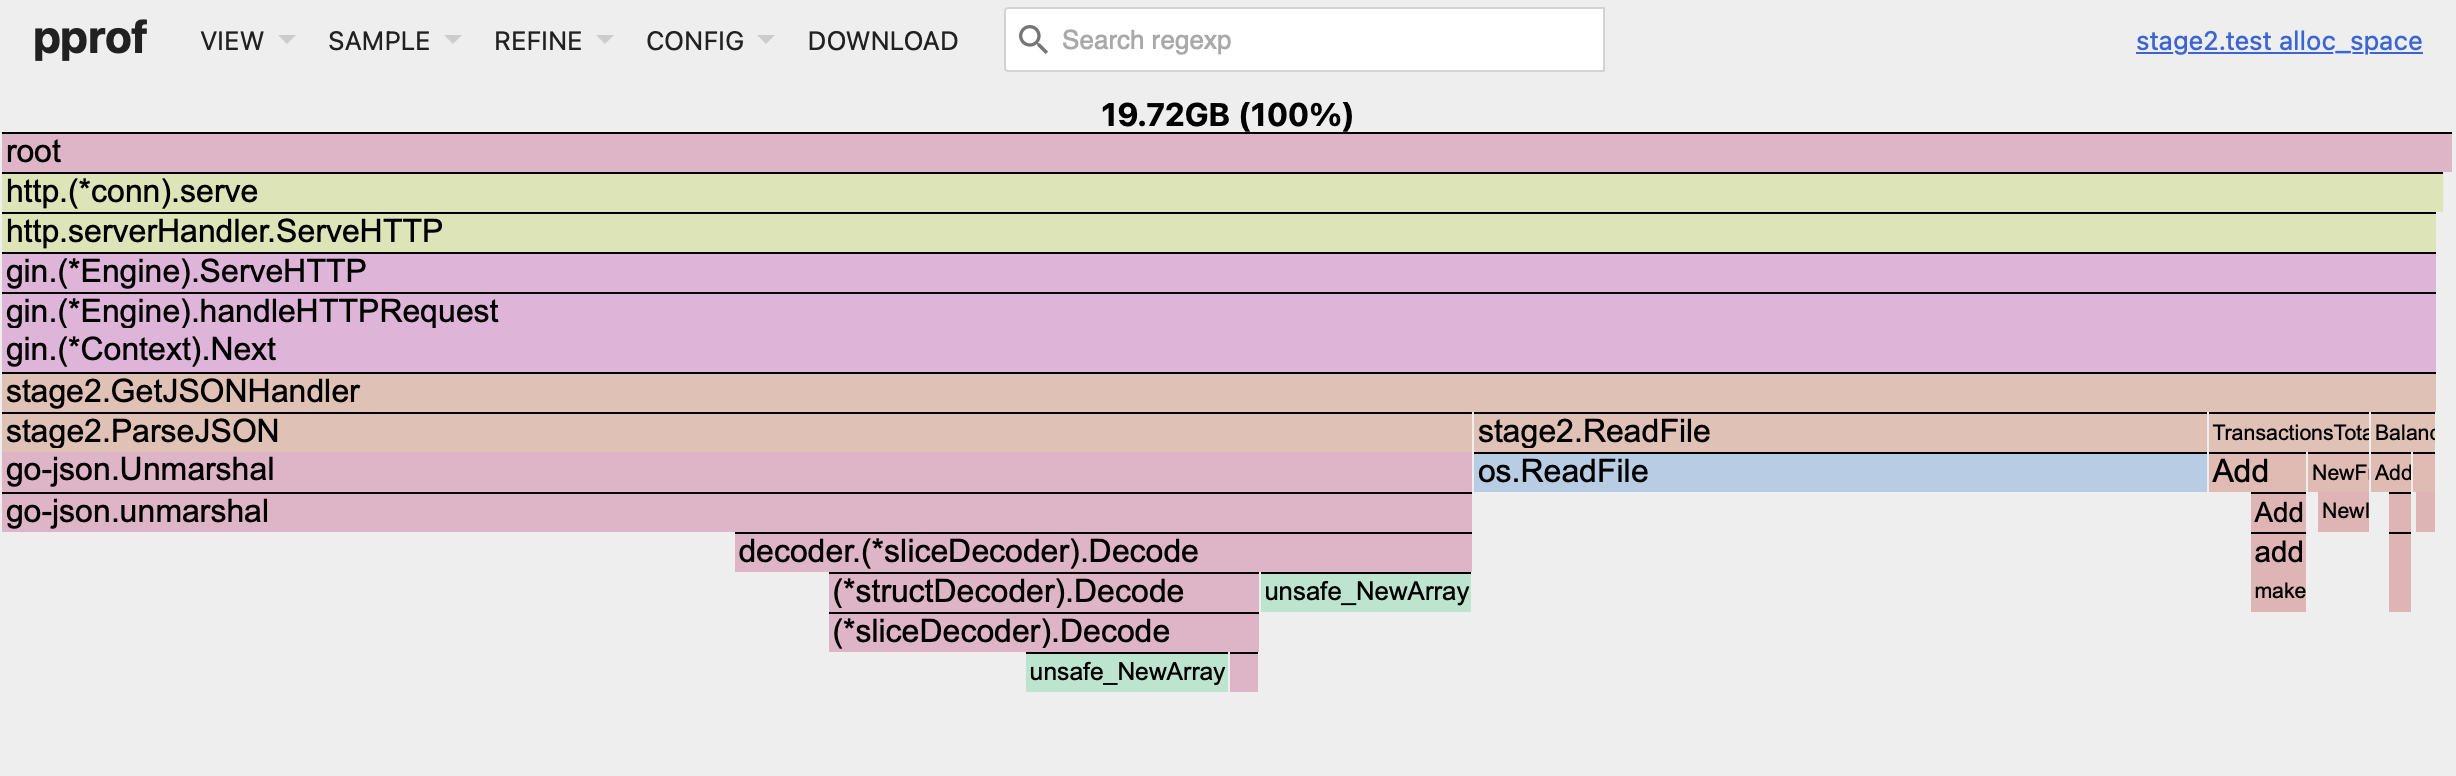 pprof VIEW SAMPLE REFINE CONFIG DOWNLOAD Search regexp stage2.test alloc_space
19.72GB (100%)
root
http.(*conn).serve
http.serverHandler.ServeHTTP
gin.(*Engine).ServeHTTP
gin.(*Engine).handleHTTPRequest
gin.(*Context).Next
stage2.GetJSONHandler
stage2.ParseJSON stage2.ReadFile TransactionsTota Balanc
go-json.Unmarshal os.ReadFile Add NewF Add
go-json.unmarshal Add NewI
decoder.(*sliceDecoder).Decode add
(*structDecoder).Decode unsafe_NewArray make
(*sliceDecoder).Decode
unsafe_NewArray